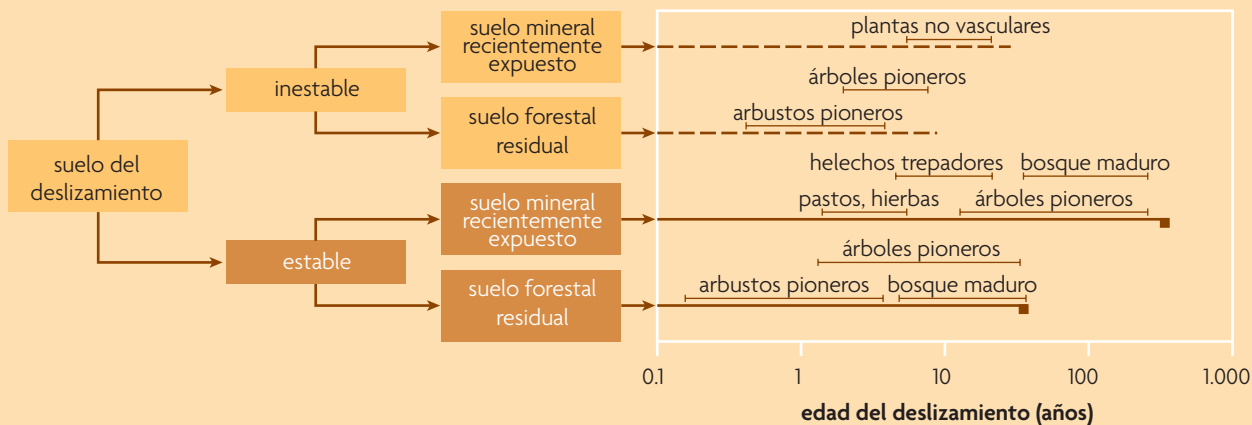 suelo del
deslizamiento
inestable
estable
suelo mineral
recientemente
expuesto
suelo forestal
residual
suelo mineral
recientemente
expuesto
suelo forestal
residual
plantas no vasculares
árboles pioneros
arbustos pioneros
helechos trepadores bosque maduro
pastos, hierbas árboles pioneros
árboles pioneros
arbustos pioneros bosque maduro
0.1 1 10 100 1.000
edad del deslizamiento (años)